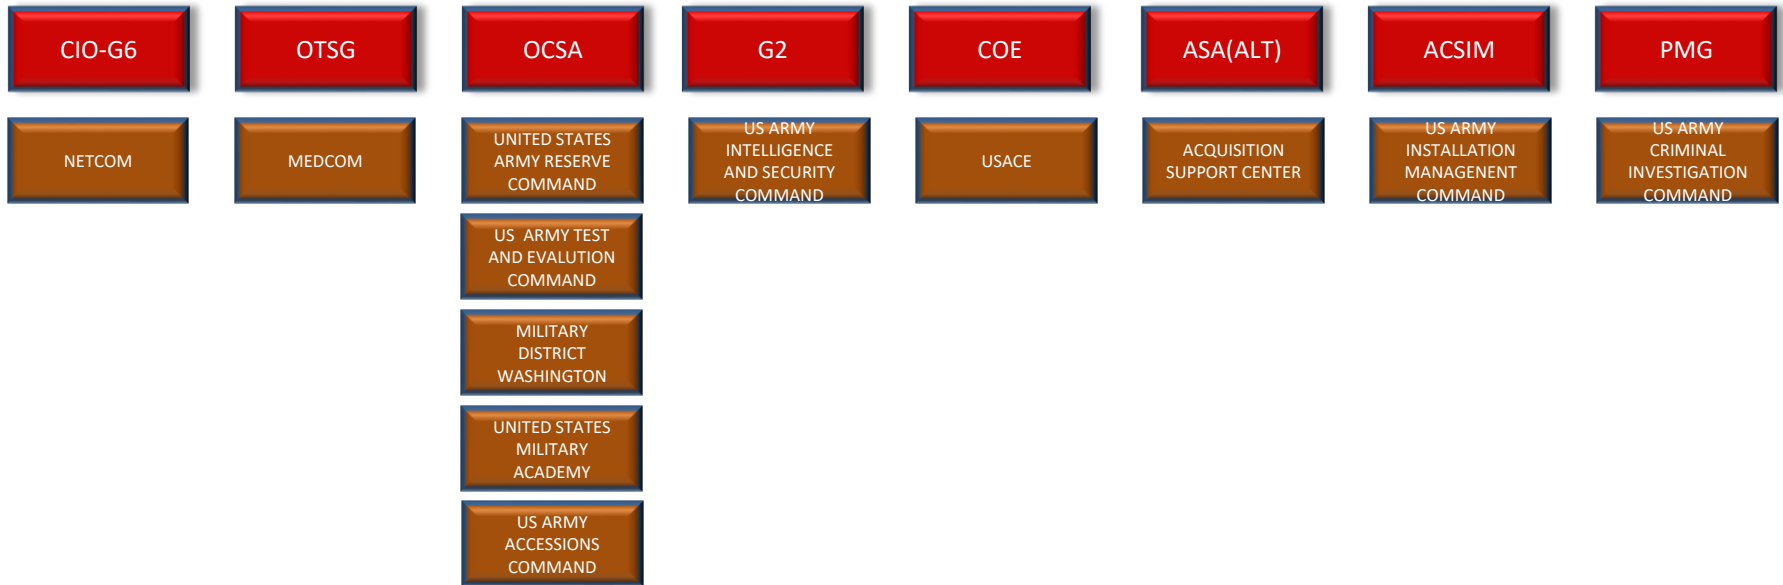 CIO-G6
OTSG
OCSA
G2
COE
ASA(ALT)
ACSIM
PMG
NETCOM
MEDCOM
UNITED STATES
ARMY RESERVE
COMMAND
US ARMY
INTELLIGENCE
AND SECURITY
COMMAND
USACE
ACQUISITION
SUPPORT CENTER
US ARMY
INSTALLATION
MANAGENENT
COMMAND
US ARMY
CRIMINAL
INVESTIGATION
COMMAND
US  ARMY TEST
AND EVALUTION
COMMAND
MILITARY
DISTRICT
WASHINGTON
UNITED STATES
MILITARY
ACADEMY
US ARMY
ACCESSIONS
COMMAND